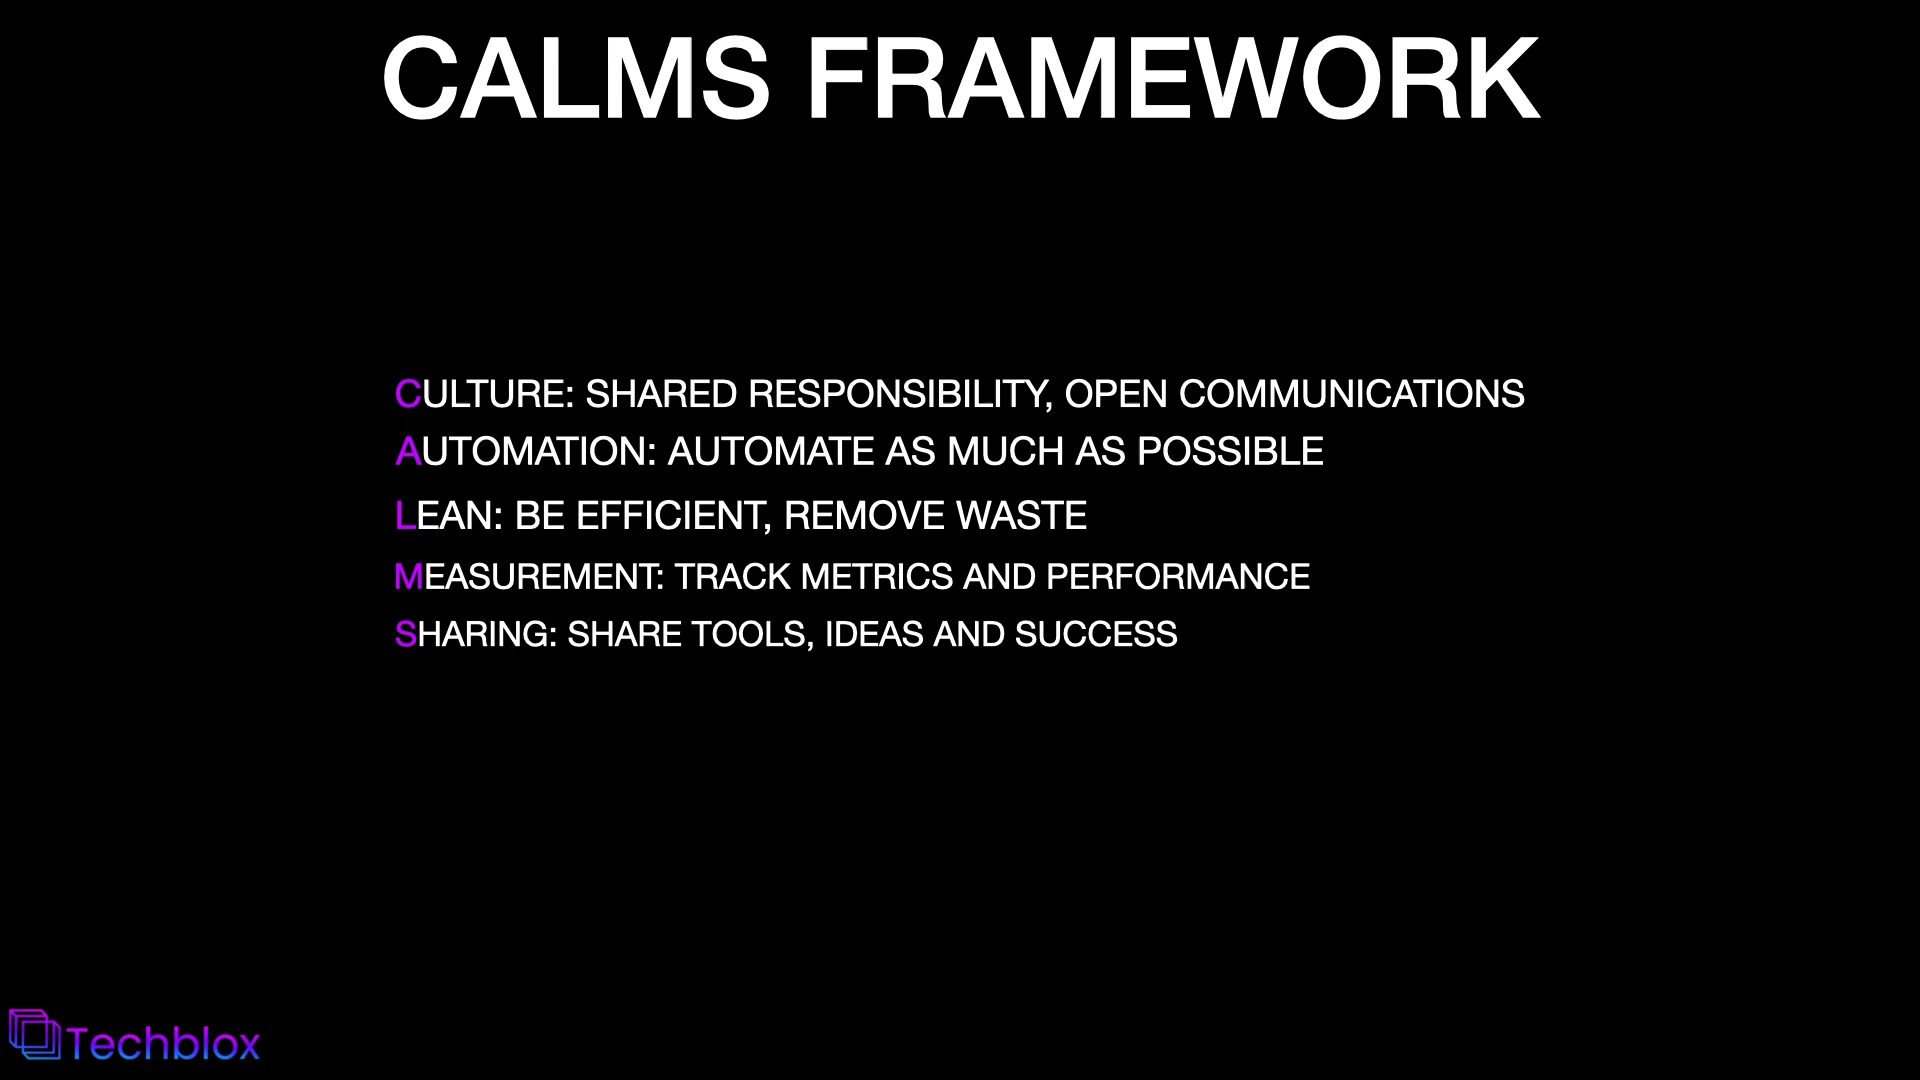 CALMS FRAMEWORK
CULTURE: SHARED RESPONSIBILITY, OPEN COMMUNICATIONS
AUTOMATION: AUTOMATE AS MUCH AS POSSIBLE
LEAN: BE EFFICIENT, REMOVE WASTE
MEASUREMENT: TRACK METRICS AND PERFORMANCE
SHARING: SHARE TOOLS, IDEAS AND SUCCESS
Techblox